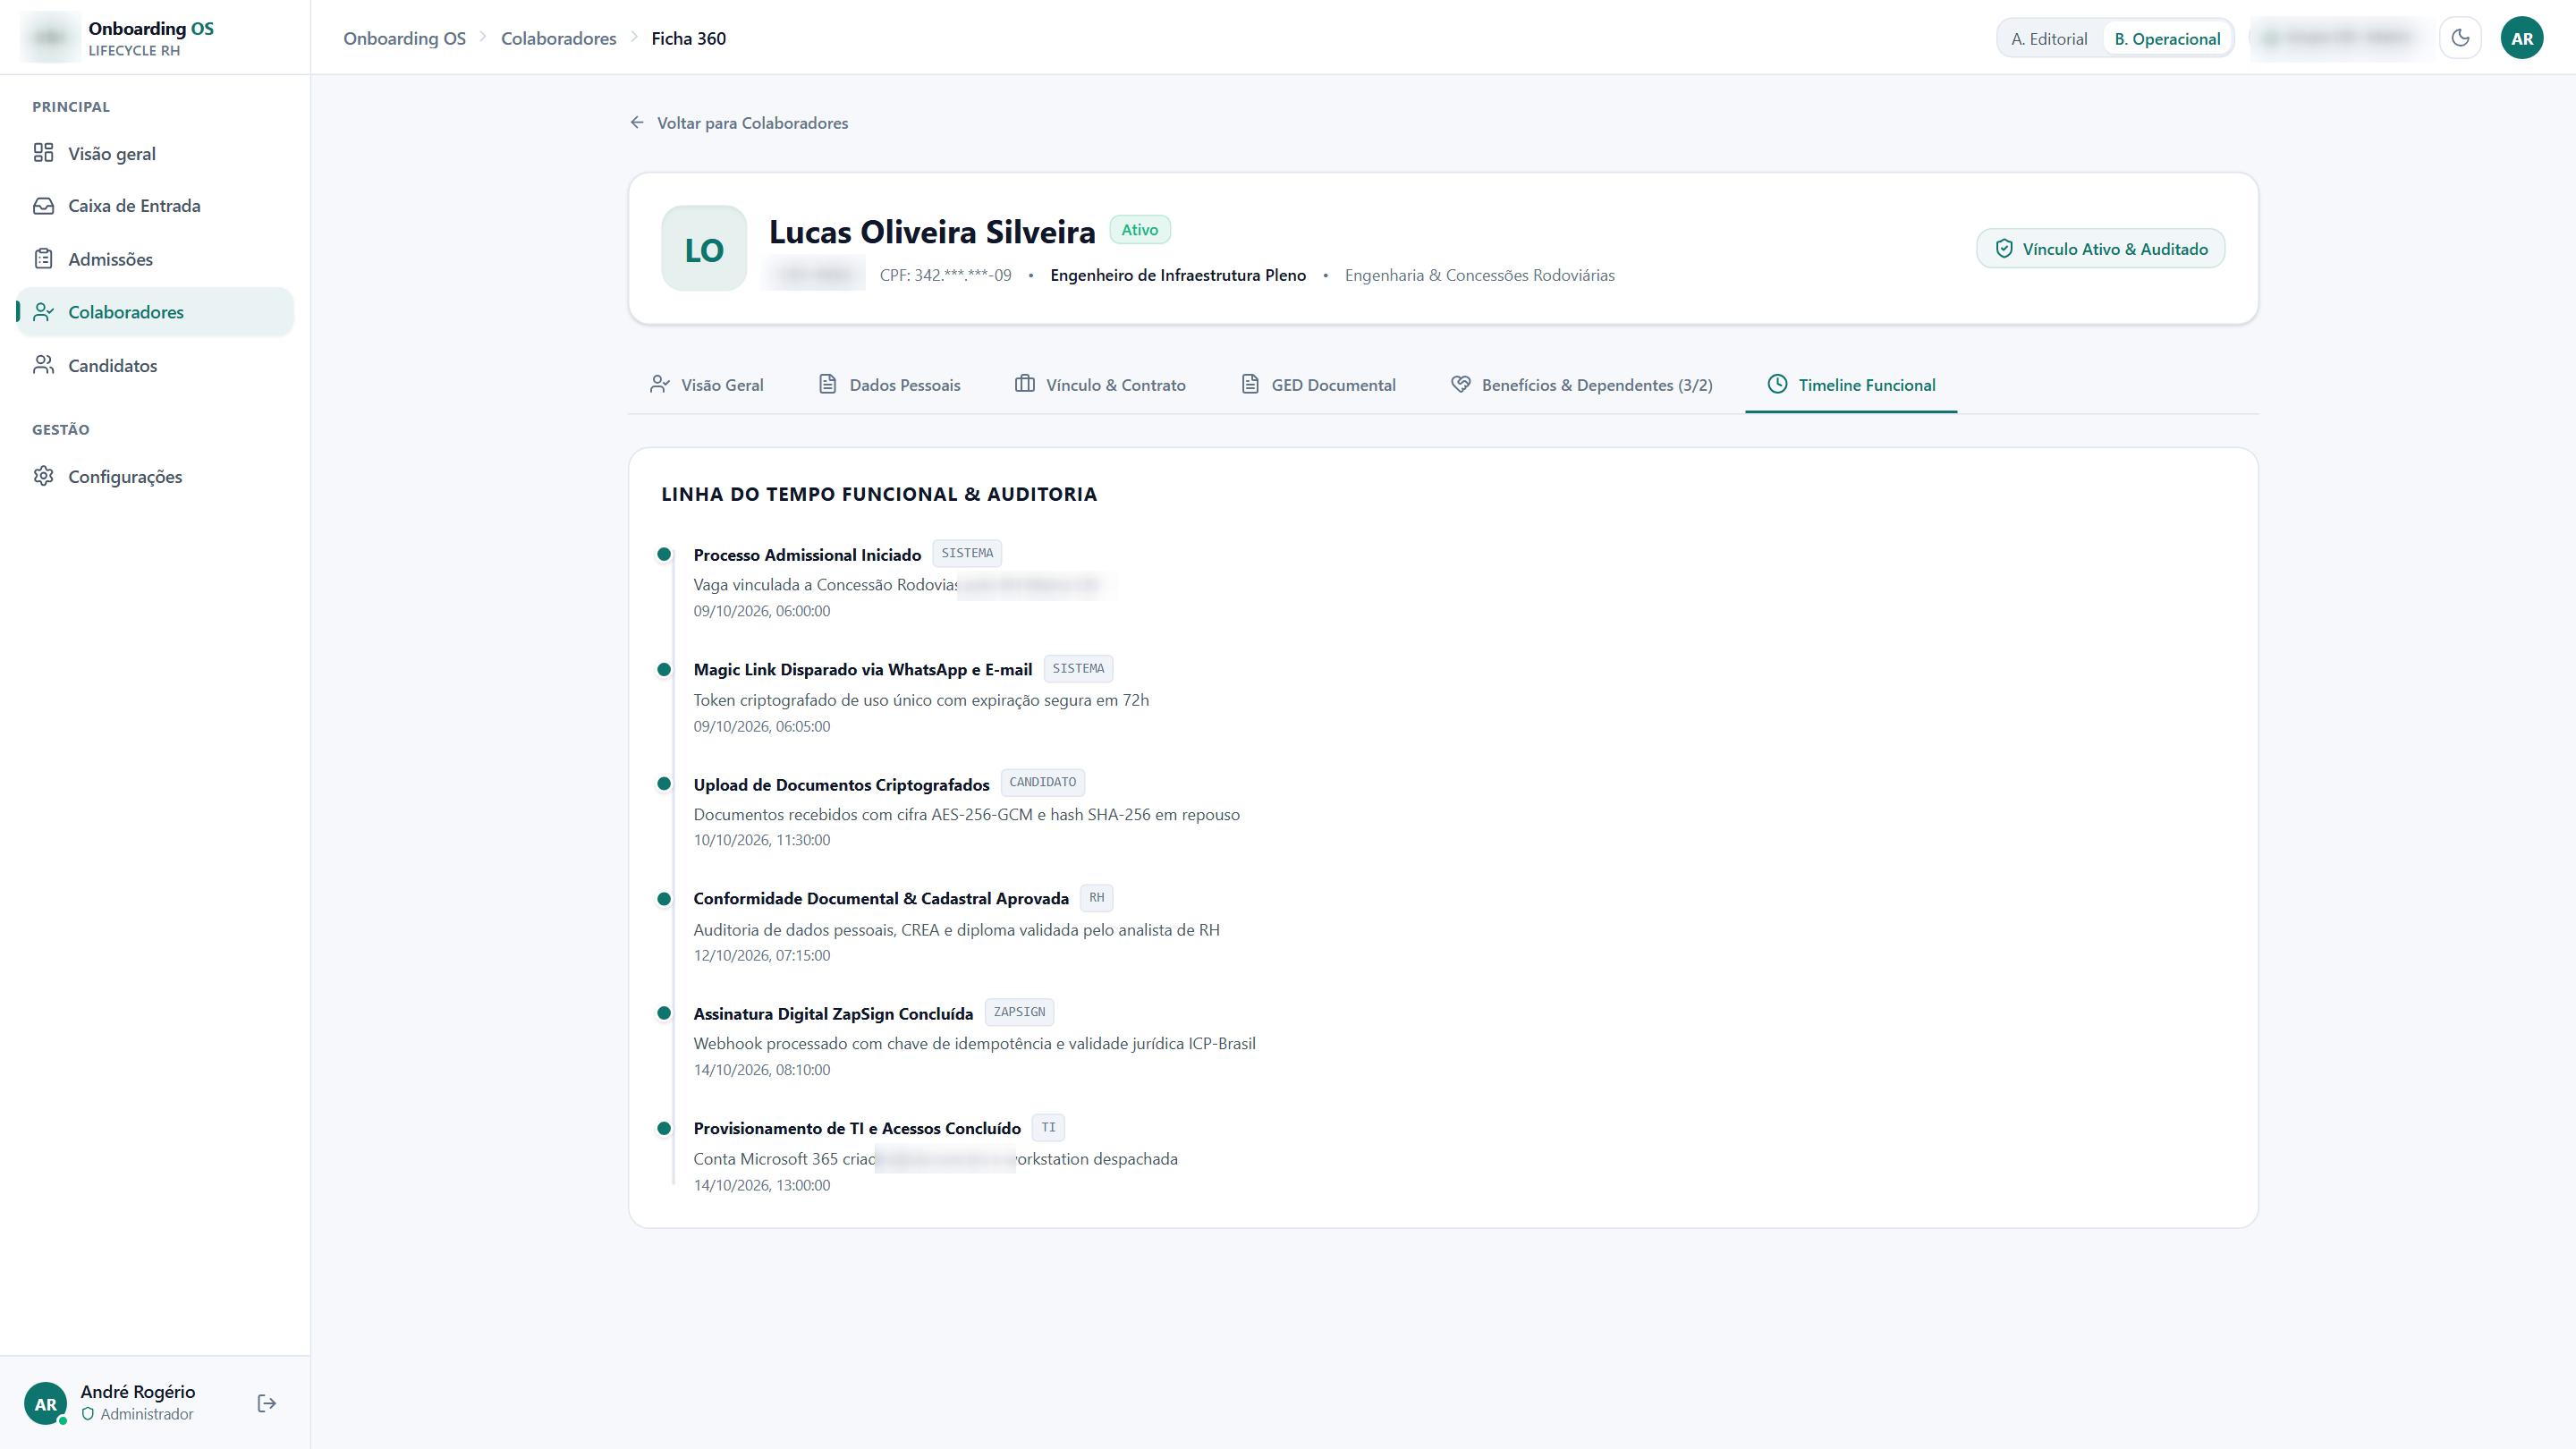 Onboarding OS
LIFECYCLE RH
Onboarding OS > Colaboradores > Ficha 360
A. Editorial
B. Operacional
AR
PRINCIPAL
Visão geral
Caixa de Entrada
Admissões
Colaboradores
Candidatos
GESTÃO
Configurações
Voltar para Colaboradores
LO
Lucas Oliveira Silveira
Ativo
CPF: 342.***.***-09 • Engenheiro de Infraestrutura Pleno • Engenharia & Concessões Rodoviárias
Vínculo Ativo & Auditado
Visão Geral
Dados Pessoais
Vínculo & Contrato
GED Documental
Benefícios & Dependentes (3/2)
Timeline Funcional
LINHA DO TEMPO FUNCIONAL & AUDITORIA
Processo Admissional Iniciado SISTEMA
Vaga vinculada a Concessão Rodovias
09/10/2026, 06:00:00
Magic Link Disparado via WhatsApp e E-mail SISTEMA
Token criptografado de uso único com expiração segura em 72h
09/10/2026, 06:05:00
Upload de Documentos Criptografados CANDIDATO
Documentos recebidos com cifra AES-256-GCM e hash SHA-256 em repouso
10/10/2026, 11:30:00
Conformidade Documental & Cadastral Aprovada RH
Auditoria de dados pessoais, CREA e diploma validada pelo analista de RH
12/10/2026, 07:15:00
Assinatura Digital ZapSign Concluída ZAPSIGN
Webhook processado com chave de idempotência e validade jurídica ICP-Brasil
14/10/2026, 08:10:00
Provisionamento de TI e Acessos Concluído TI
Conta Microsoft 365 despachada
14/10/2026, 13:00:00
AR
André Rogério
Administrador